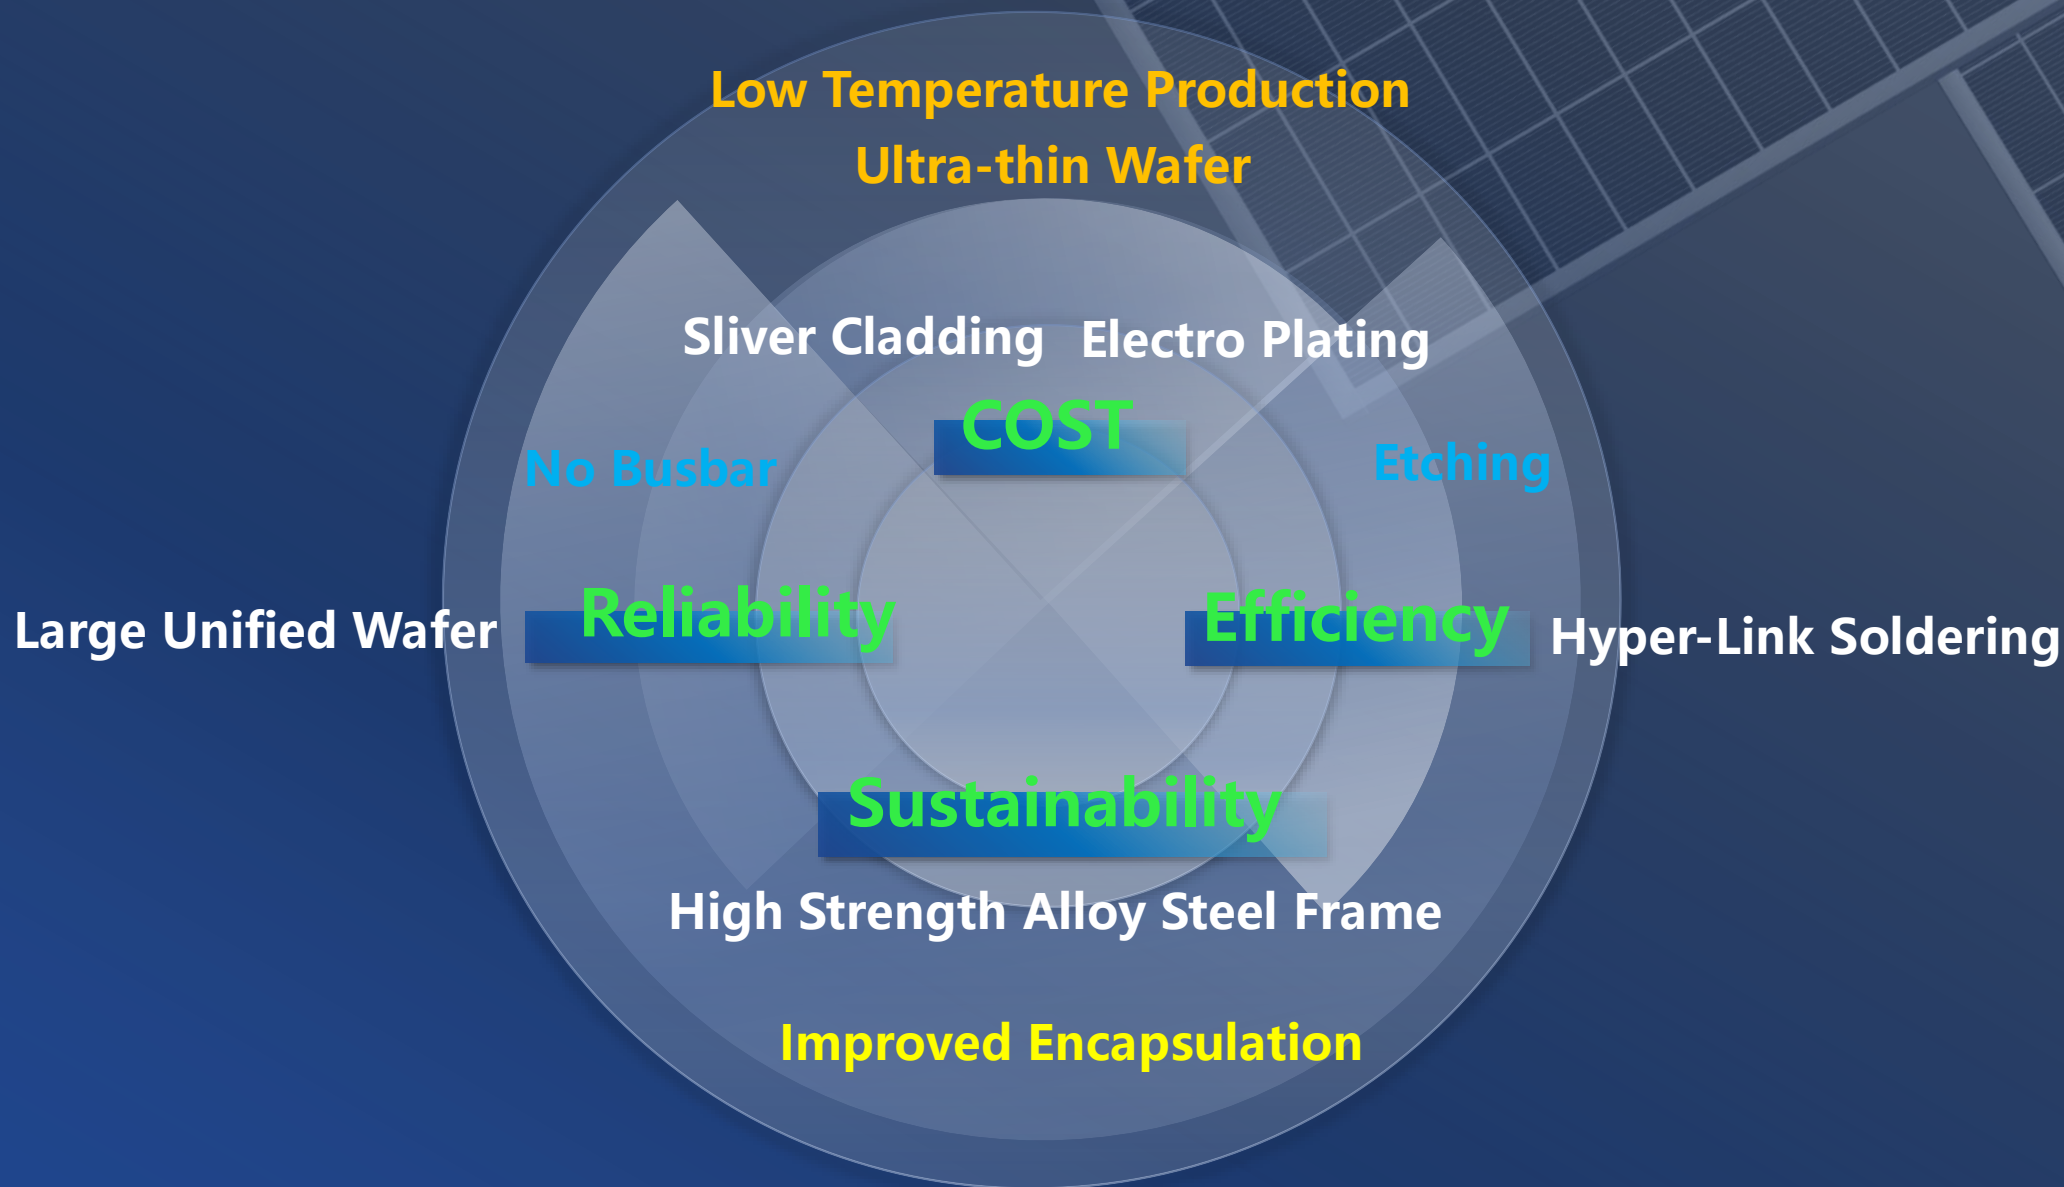 Low Temperature Production
Ultra-thin Wafer
Sliver Cladding
Electro Plating
COST
No Busbar
Etching
Reliability
Efficiency
Large Unified Wafer
Hyper-Link Soldering
Sustainability
High Strength Alloy Steel Frame
Improved Encapsulation